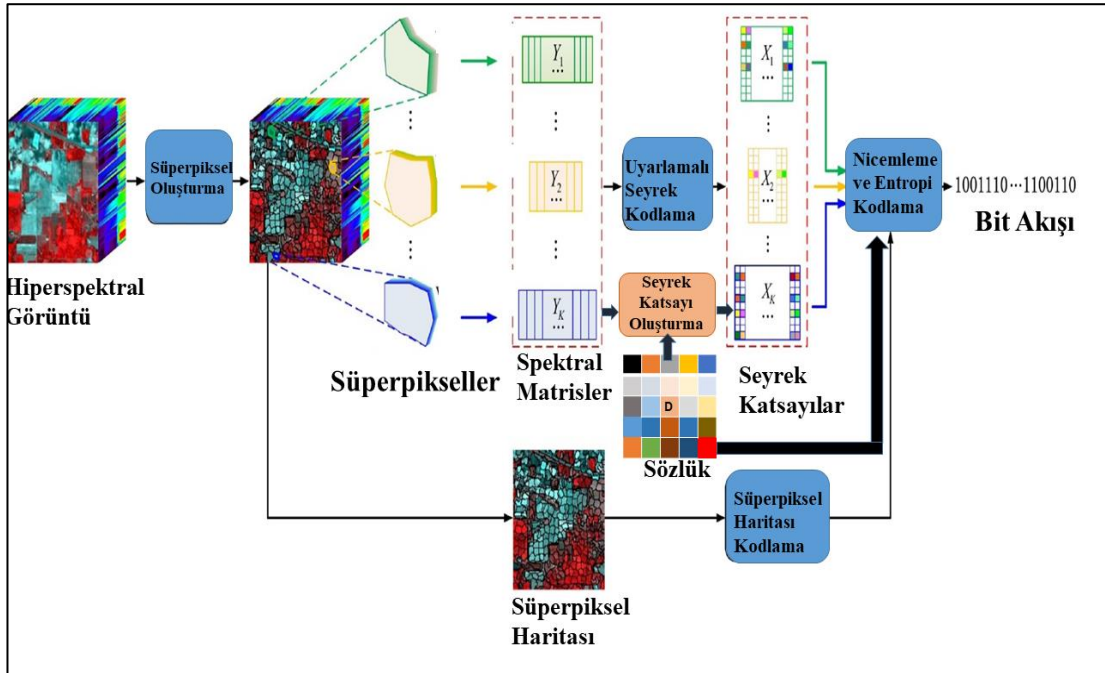 Hiperspektral
Görüntü
Süperpiksel
Oluşturma
Süperpikseller
Y1
...
Y2
...
YK
...
Spektral
Matrisler
Uyarlamalı
Seyrek
Kodlama
Seyrek
Katsayı
Oluşturma
D
Sözlük
X1
...
X2
...
XK
...
Seyrek
Katsayılar
Nicemleme
ve Entropi
Kodlama
1001110···1100110
Bit Akışı
Süperpiksel
Haritası
Süperpiksel
Haritası
Kodlama